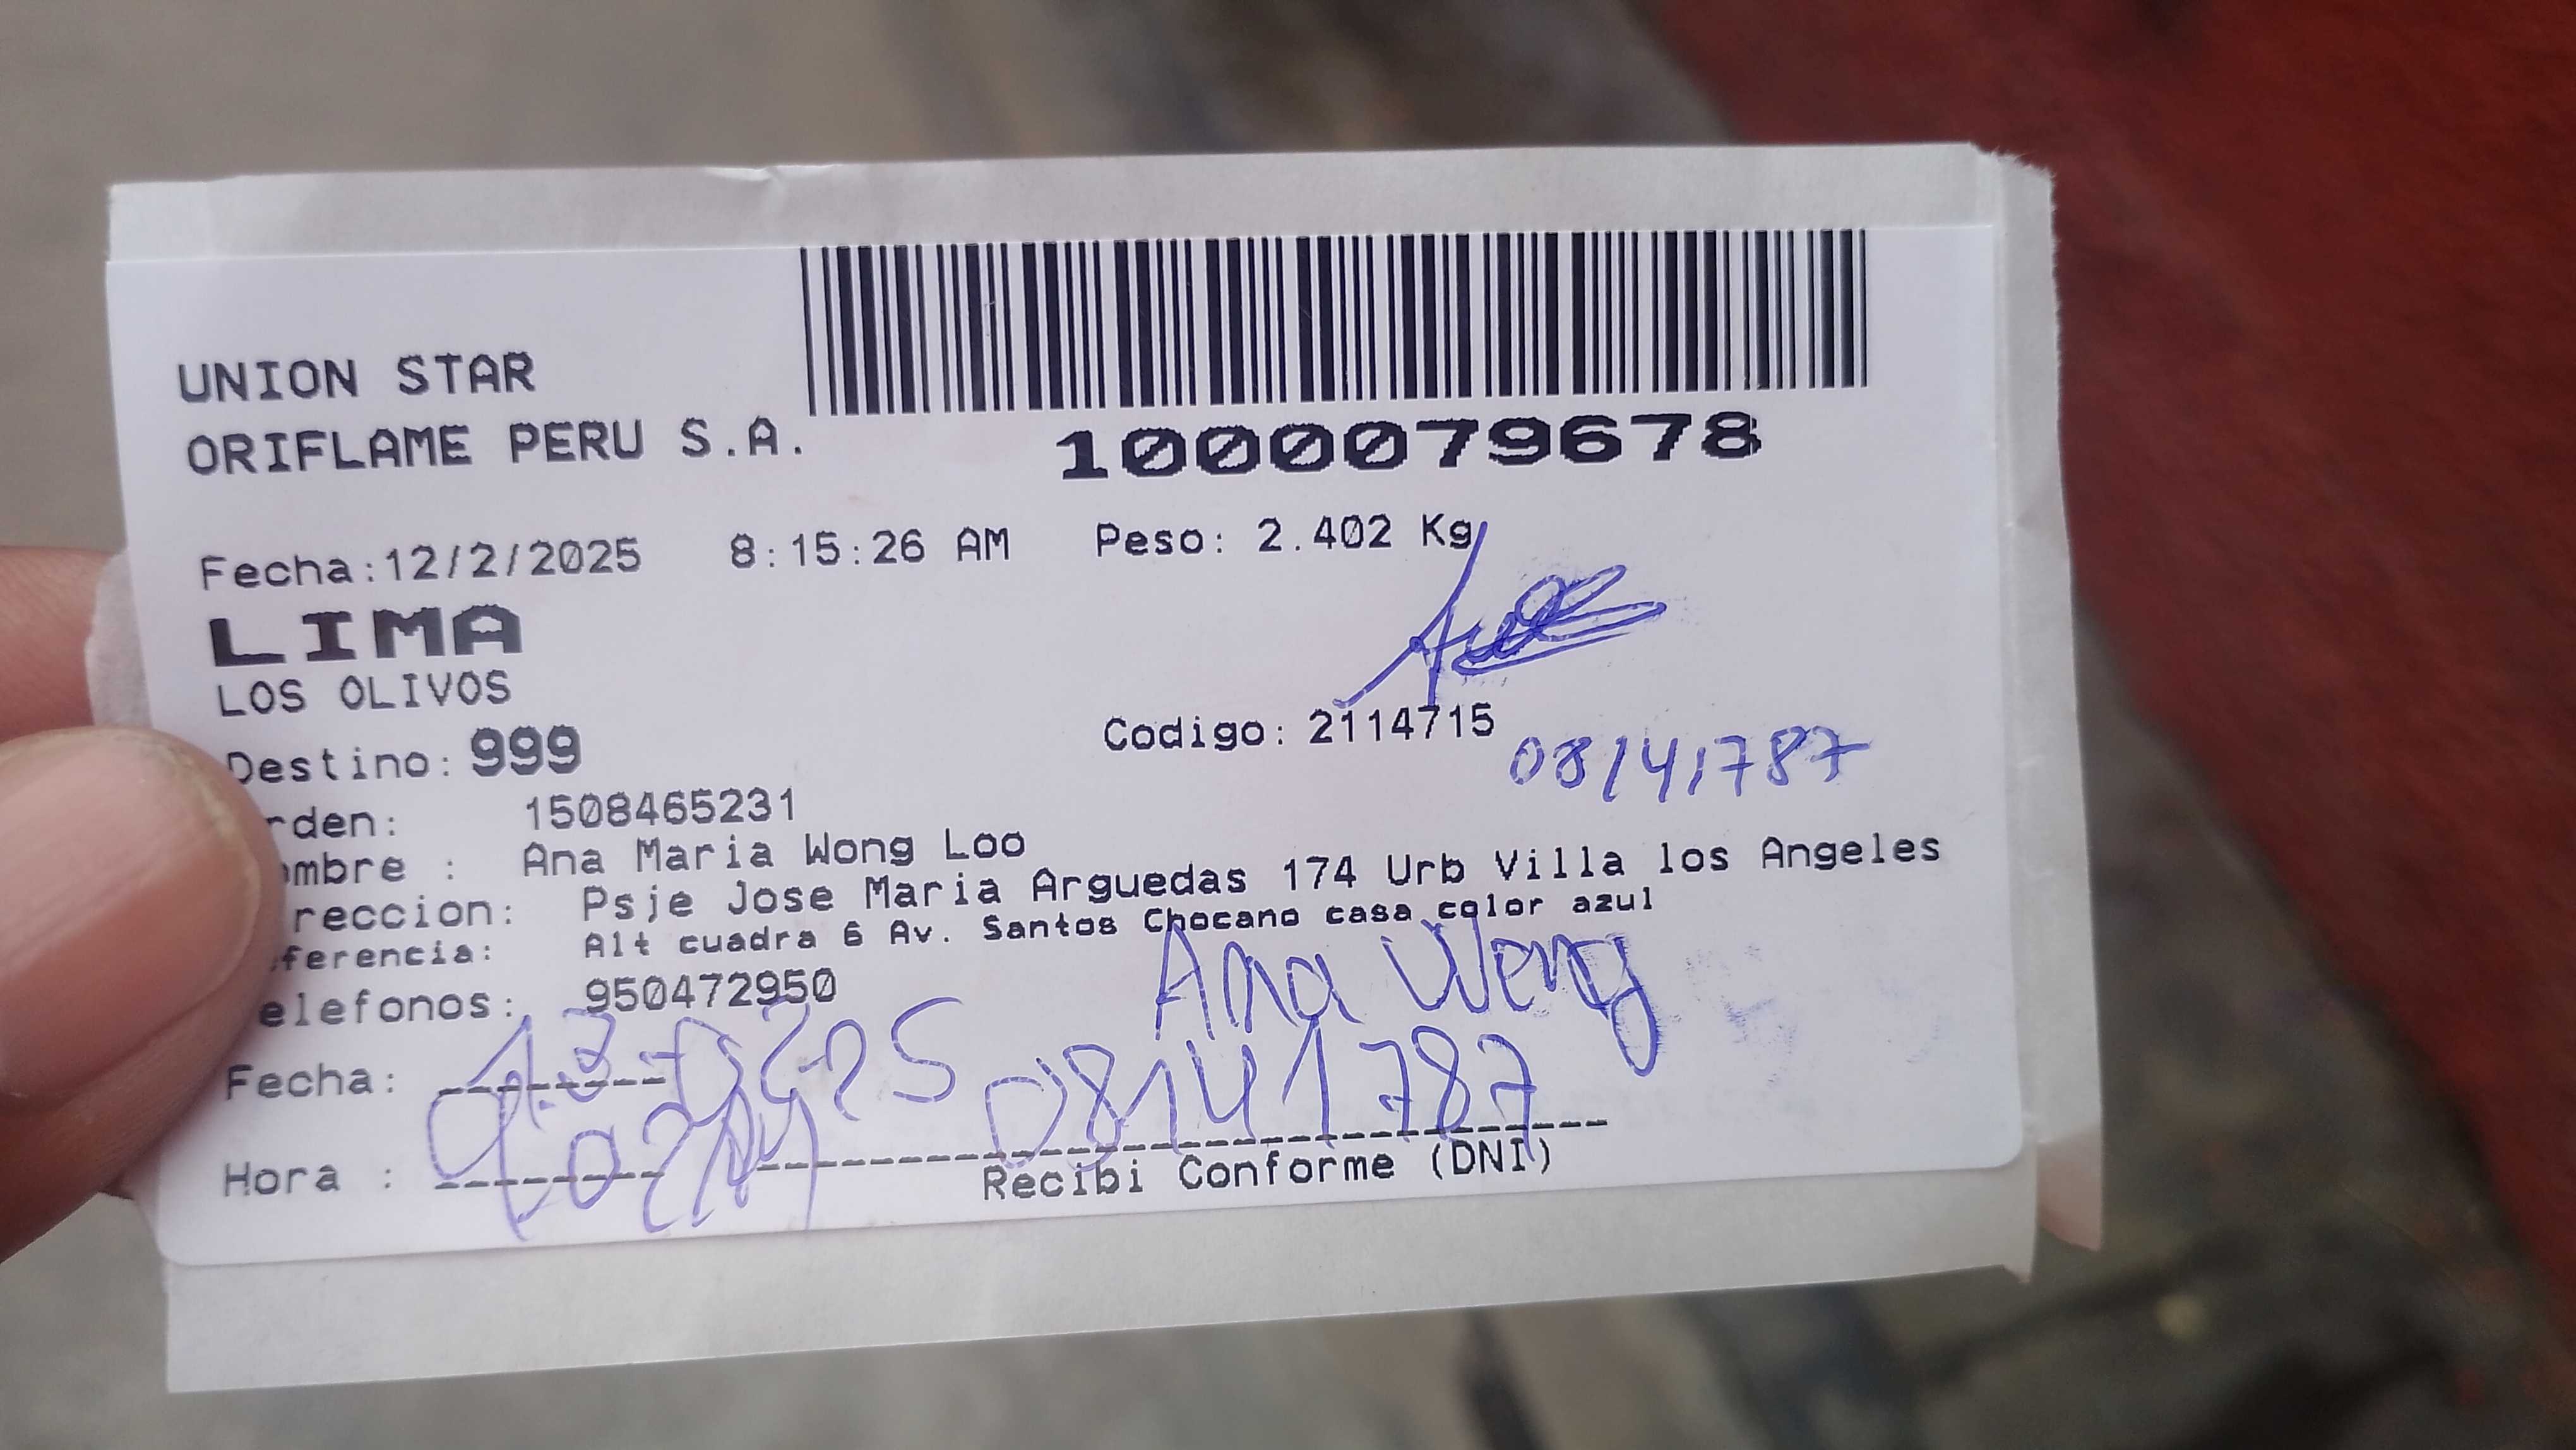 UNION STAR
ORIFLAME PERU S.A.
1000079678
Fecha:12/2/2025 8:15:26 AM Peso: 2.402 Kg
LIMA
LOS OLIVOS
Codigo: 2114715
Destino: 999
08141787
rden: 1508465231
ombre : Ana Maria Wong Loo
reccion: Psje Jose Maria Arguedas 174 Urb Villa los Angeles
ferencia: Alt cuadra 6 Av. Santos Chocano casa color azul
elefonos: 950472950
Ana Wong
Fecha:
08141787
Hora :
Recibi Conforme (DNI)